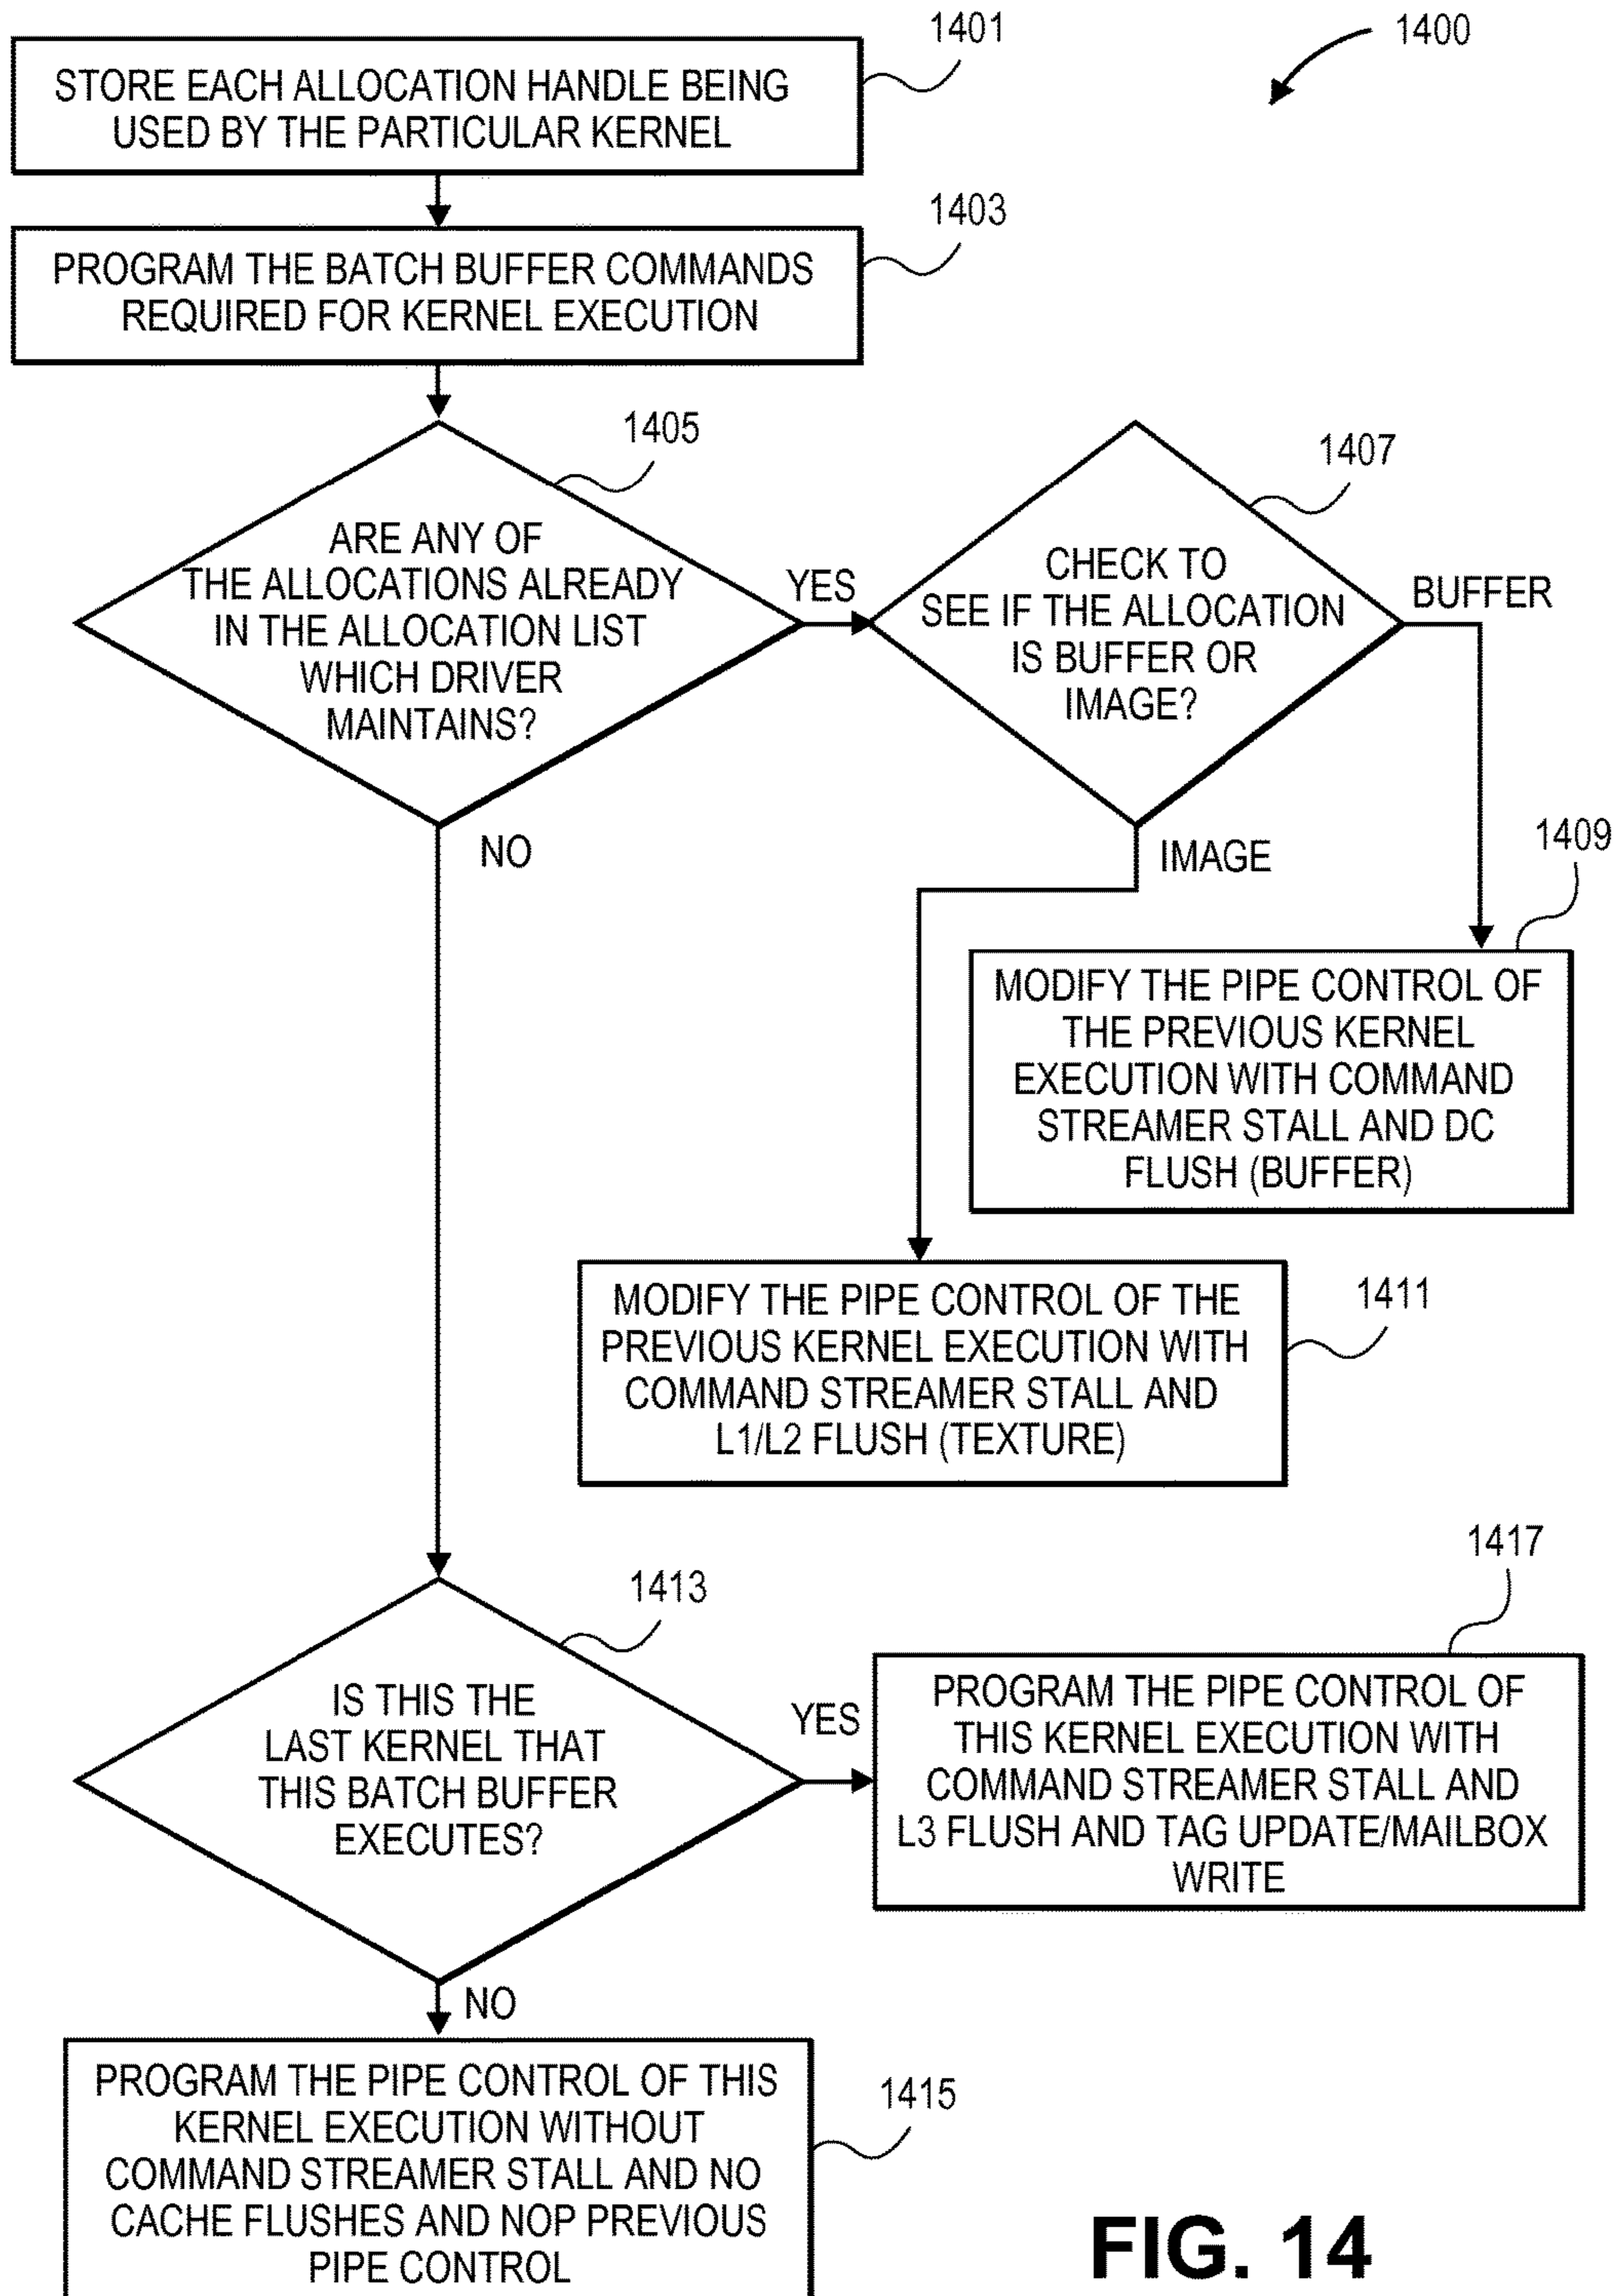 1400
1401
STORE EACH ALLOCATION HANDLE BEING
USED BY THE PARTICULAR KERNEL
1403
PROGRAM THE BATCH BUFFER COMMANDS
REQUIRED FOR KERNEL EXECUTION
1405
ARE ANY OF
THE ALLOCATIONS ALREADY
IN THE ALLOCATION LIST
WHICH DRIVER
MAINTAINS?
YES
NO
1407
CHECK TO
SEE IF THE ALLOCATION
IS BUFFER OR
IMAGE?
BUFFER
IMAGE
1409
MODIFY THE PIPE CONTROL OF
THE PREVIOUS KERNEL
EXECUTION WITH COMMAND
STREAMER STALL AND DC
FLUSH (BUFFER)
1411
MODIFY THE PIPE CONTROL OF THE
PREVIOUS KERNEL EXECUTION WITH
COMMAND STREAMER STALL AND
L1/L2 FLUSH (TEXTURE)
1413
IS THIS THE
LAST KERNEL THAT
THIS BATCH BUFFER
EXECUTES?
YES
NO
1417
PROGRAM THE PIPE CONTROL OF
THIS KERNEL EXECUTION WITH
COMMAND STREAMER STALL AND
L3 FLUSH AND TAG UPDATE/MAILBOX
WRITE
1415
PROGRAM THE PIPE CONTROL OF THIS
KERNEL EXECUTION WITHOUT
COMMAND STREAMER STALL AND NO
CACHE FLUSHES AND NOP PREVIOUS
PIPE CONTROL
FIG. 14